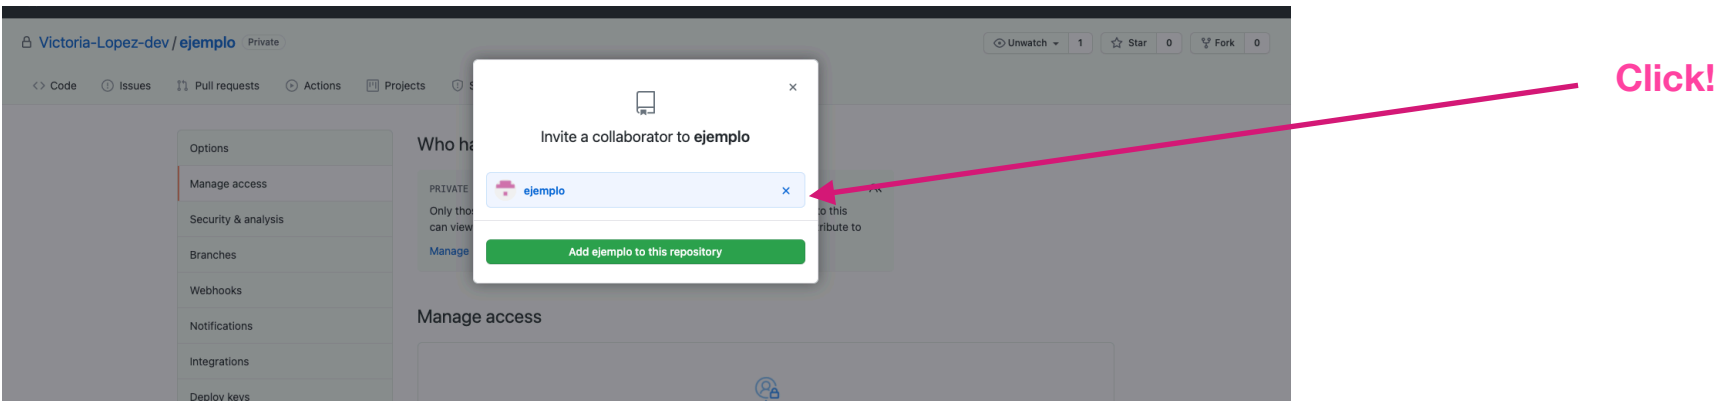 Victoria-Lopez-dev / ejemplo Private
Unwatch 1 Star 0 Fork 0
Code Issues Pull requests Actions Projects
Click!
Invite a collaborator to ejemplo
ejemplo
Add ejemplo to this repository
Options
Manage access
Security & analysis
Branches
Webhooks
Notifications
Integrations
Deploy keys
Who ha
PRIVATE
Only tho
to this
can view
tribute to
Manage
Manage access